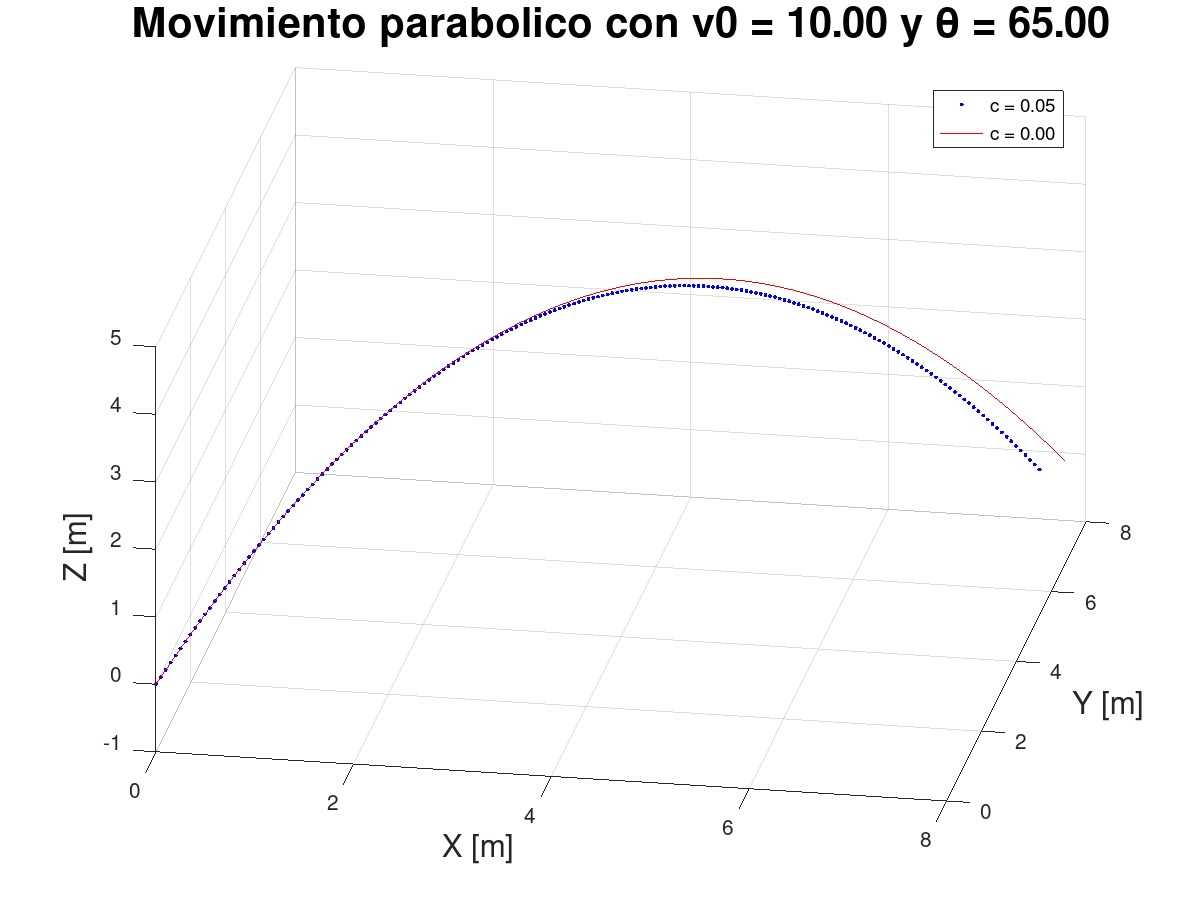 Movimiento parabolico con v0 = 10.00 y θ = 65.00
c = 0.05
c = 0.00
5
4
3
2
1
0
-1
Z [m]
0
2
4
6
8
X [m]
0
2
4
6
8
Y [m]